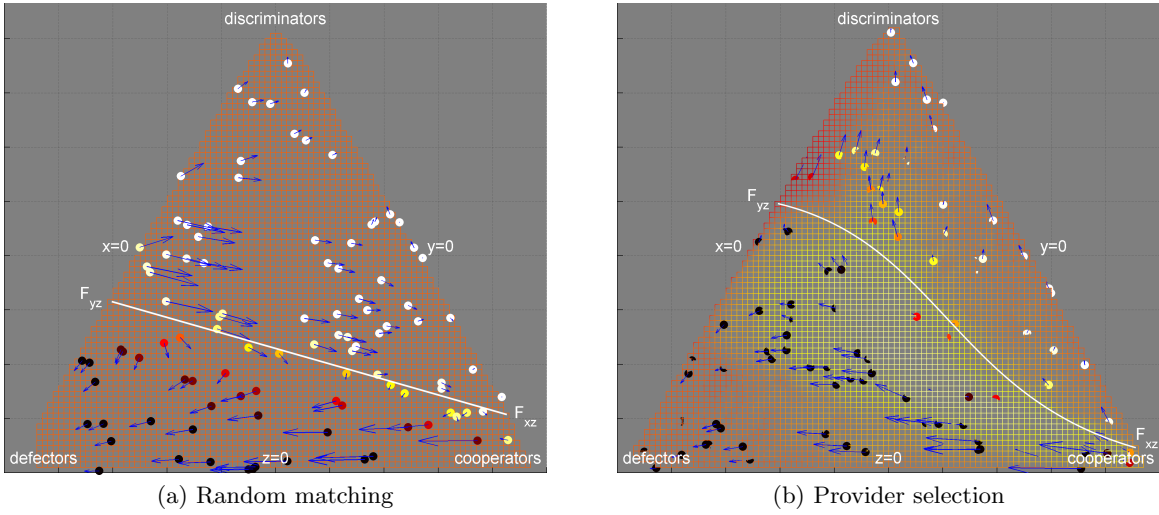 discriminators
x=0
y=0
F yz
F xz
defectors
z=0
cooperators
(a) Random matching
discriminators
F yz
x=0
y=0
F xz
defectors
z=0
cooperators
(b) Provider selection